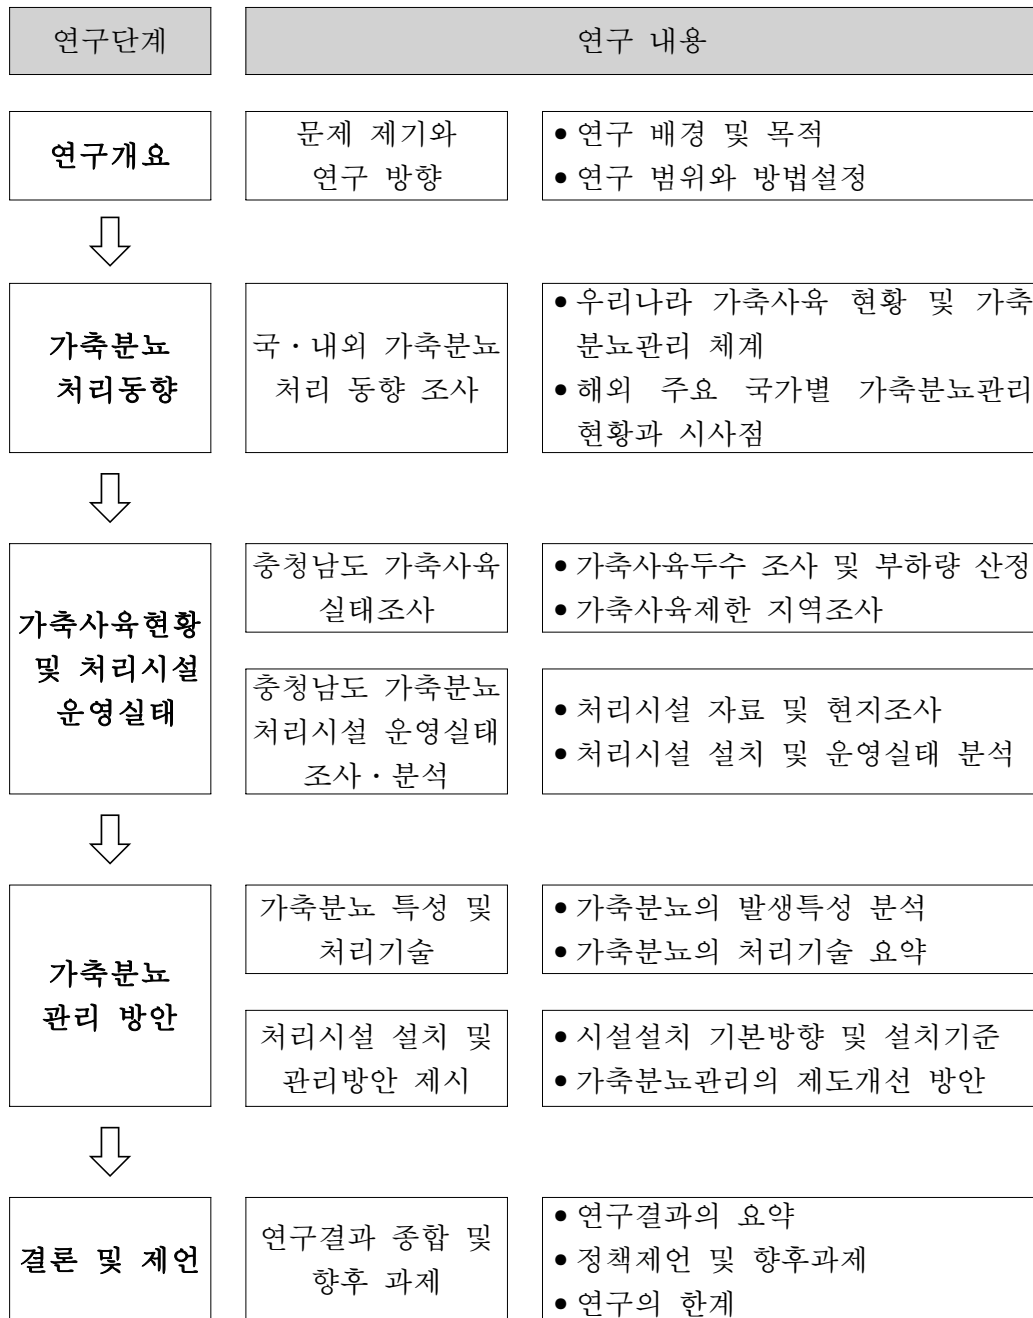 연구단계
연구 내용
연구개요
문제 제기와
연구 방향
● 연구 배경 및 목적
● 연구 범위와 방법설정
가축분뇨
처리동향
국・내외 가축분뇨
처리 동향 조사
● 우리나라 가축사육 현황 및 가축
분뇨관리 체계
● 해외 주요 국가별 가축분뇨관리
현황과 시사점
가축사육현황
및 처리시설
운영실태
충청남도 가축사육
실태조사
● 가축사육두수 조사 및 부하량 산정
● 가축사육제한 지역조사
충청남도 가축분뇨
처리시설 운영실태
조사・분석
● 처리시설 자료 및 현지조사
● 처리시설 설치 및 운영실태 분석
가축분뇨
관리 방안
가축분뇨 특성 및
처리기술
● 가축분뇨의 발생특성 분석
● 가축분뇨의 처리기술 요약
처리시설 설치 및
관리방안 제시
● 시설설치 기본방향 및 설치기준
● 가축분뇨관리의 제도개선 방안
결론 및 제언
연구결과 종합 및
향후 과제
● 연구결과의 요약
● 정책제언 및 향후과제
● 연구의 한계